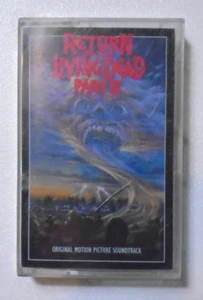 RETURN
LIVING DEAD
PART II
ORIGINAL MOTION PICTURE SOUNDTRACK